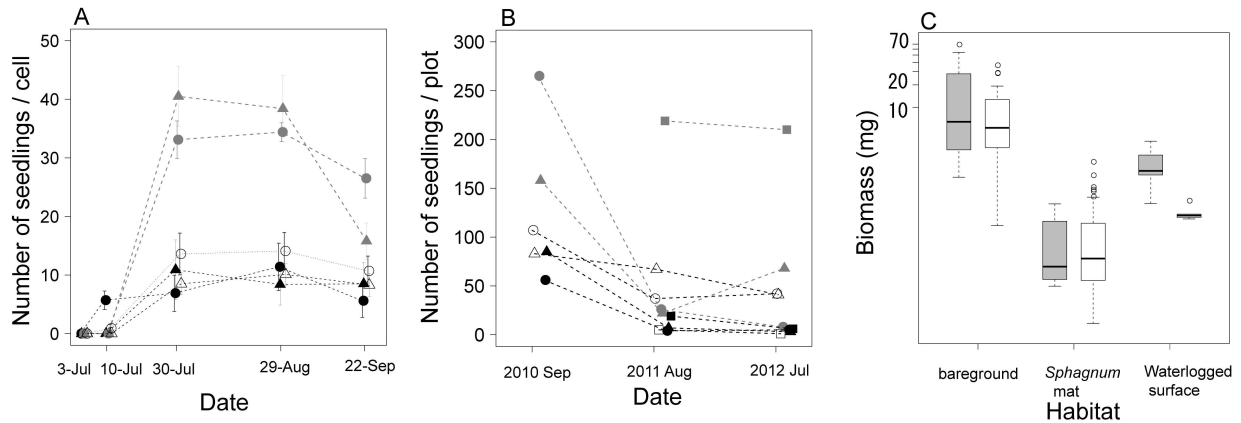 A
Number of seedlings / cell
50
40
30
20
10
0
3-Jul 10-Jul 30-Jul 29-Aug 22-Sep
Date
B
Number of seedlings / plot
300
250
200
150
100
50
0
2010 Sep 2011 Aug 2012 Jul
Date
C
Biomass (mg)
70
20
10
bareground Sphagnum mat Waterlogged surface
Habitat